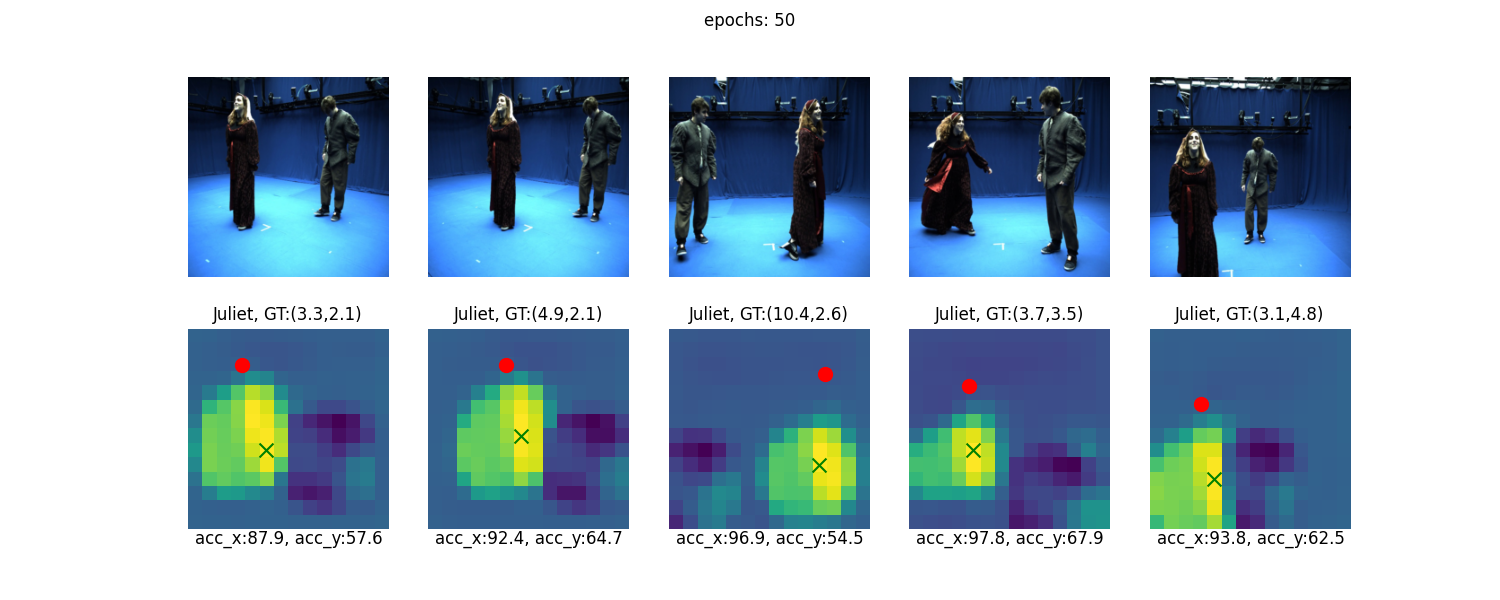 epochs: 50
Juliet, GT:(3.3,2.1)
Juliet, GT:(4.9,2.1)
Juliet, GT:(10.4,2.6)
Juliet, GT:(3.7,3.5)
Juliet, GT:(3.1,4.8)
acc_x:87.9, acc_y:57.6
acc_x:92.4, acc_y:64.7
acc_x:96.9, acc_y:54.5
acc_x:97.8, acc_y:67.9
acc_x:93.8, acc_y:62.5